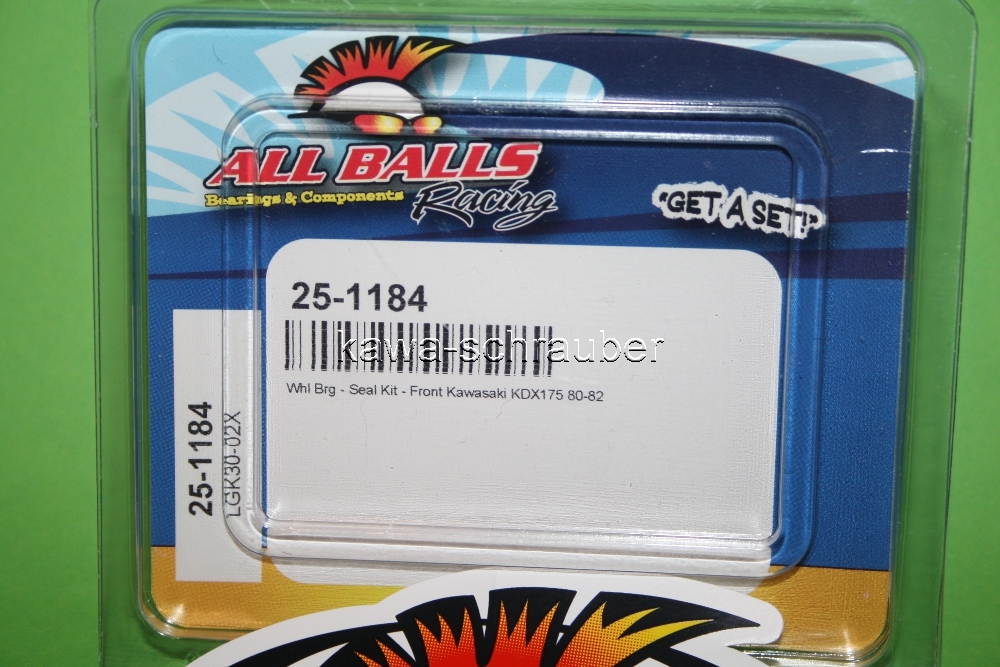 ALL BALLS
Bearings & Components
Racing
"GET A SET!"
25-1184
kawa-schrauber
Whl Brg - Seal Kit - Front Kawasaki KDX175 80-82
25-1184
LGK30-02X